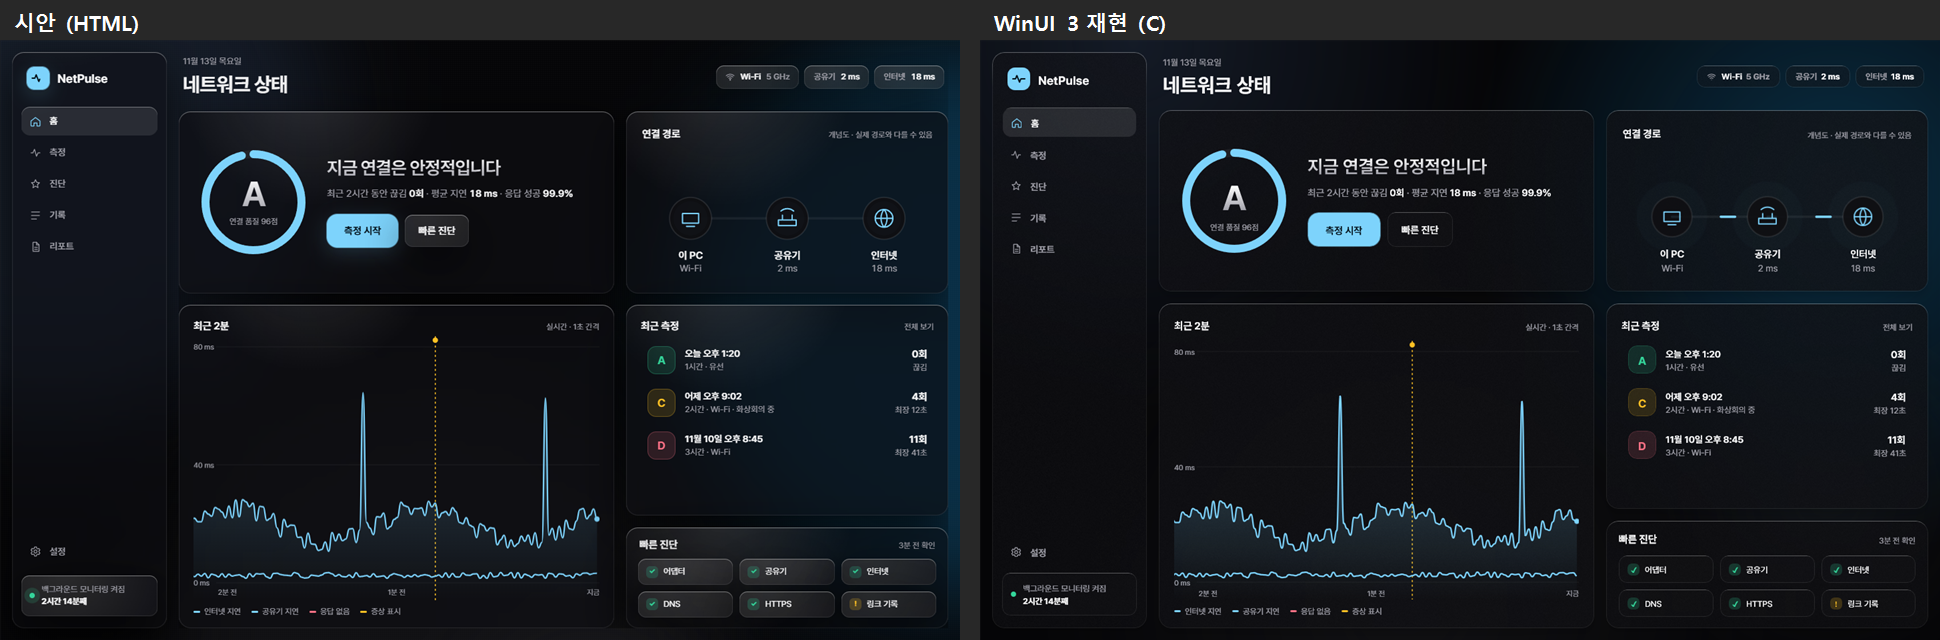 시안 (HTML)
NetPulse
홈
측정
진단
기록
리포트
설정
백그라운드 모니터링 켜짐
2시간 14분째
11월 13일 목요일
네트워크 상태
Wi-Fi 5 GHz
공유기 2 ms
인터넷 18 ms
A
연결 품질 96점
지금 연결은 안정적입니다
최근 2시간 동안 끊김 0회 · 평균 지연 18 ms · 응답 성공 99.9%
측정 시작
빠른 진단
연결 경로
개념도 · 실제 경로와 다를 수 있음
이 PC
Wi-Fi
공유기
2 ms
인터넷
18 ms
최근 2분
실시간 · 1초 간격
80 ms
40 ms
0 ms
2분 전
1분 전
지금
인터넷 지연
공유기 지연
응답 없음
증상 표시
최근 측정
전체 보기
A
오늘 오후 1:20
1시간 · 유선
0회
끊김
C
어제 오후 9:02
2시간 · Wi-Fi · 화상회의 중
4회
최장 12초
D
11월 10일 오후 8:45
3시간 · Wi-Fi
11회
최장 41초
빠른 진단
3분 전 확인
어댑터
공유기
인터넷
DNS
HTTPS
링크 기록
WinUI 3 재현 (C)
NetPulse
홈
측정
진단
기록
리포트
설정
백그라운드 모니터링 켜짐
2시간 14분째
11월 13일 목요일
네트워크 상태
Wi-Fi 5 GHz
공유기 2 ms
인터넷 18 ms
A
연결 품질 96점
지금 연결은 안정적입니다
최근 2시간 동안 끊김 0회 · 평균 지연 18 ms · 응답 성공 99.9%
측정 시작
빠른 진단
연결 경로
개념도 · 실제 경로와 다를 수 있음
이 PC
Wi-Fi
공유기
2 ms
인터넷
18 ms
최근 2분
실시간 · 1초 간격
80 ms
40 ms
0 ms
2분 전
1분 전
지금
인터넷 지연
공유기 지연
응답 없음
증상 표시
최근 측정
전체 보기
A
오늘 오후 1:20
1시간 · 유선
0회
끊김
C
어제 오후 9:02
2시간 · Wi-Fi · 화상회의 중
4회
최장 12초
D
11월 10일 오후 8:45
3시간 · Wi-Fi
11회
최장 41초
빠른 진단
3분 전 확인
어댑터
공유기
인터넷
DNS
HTTPS
링크 기록